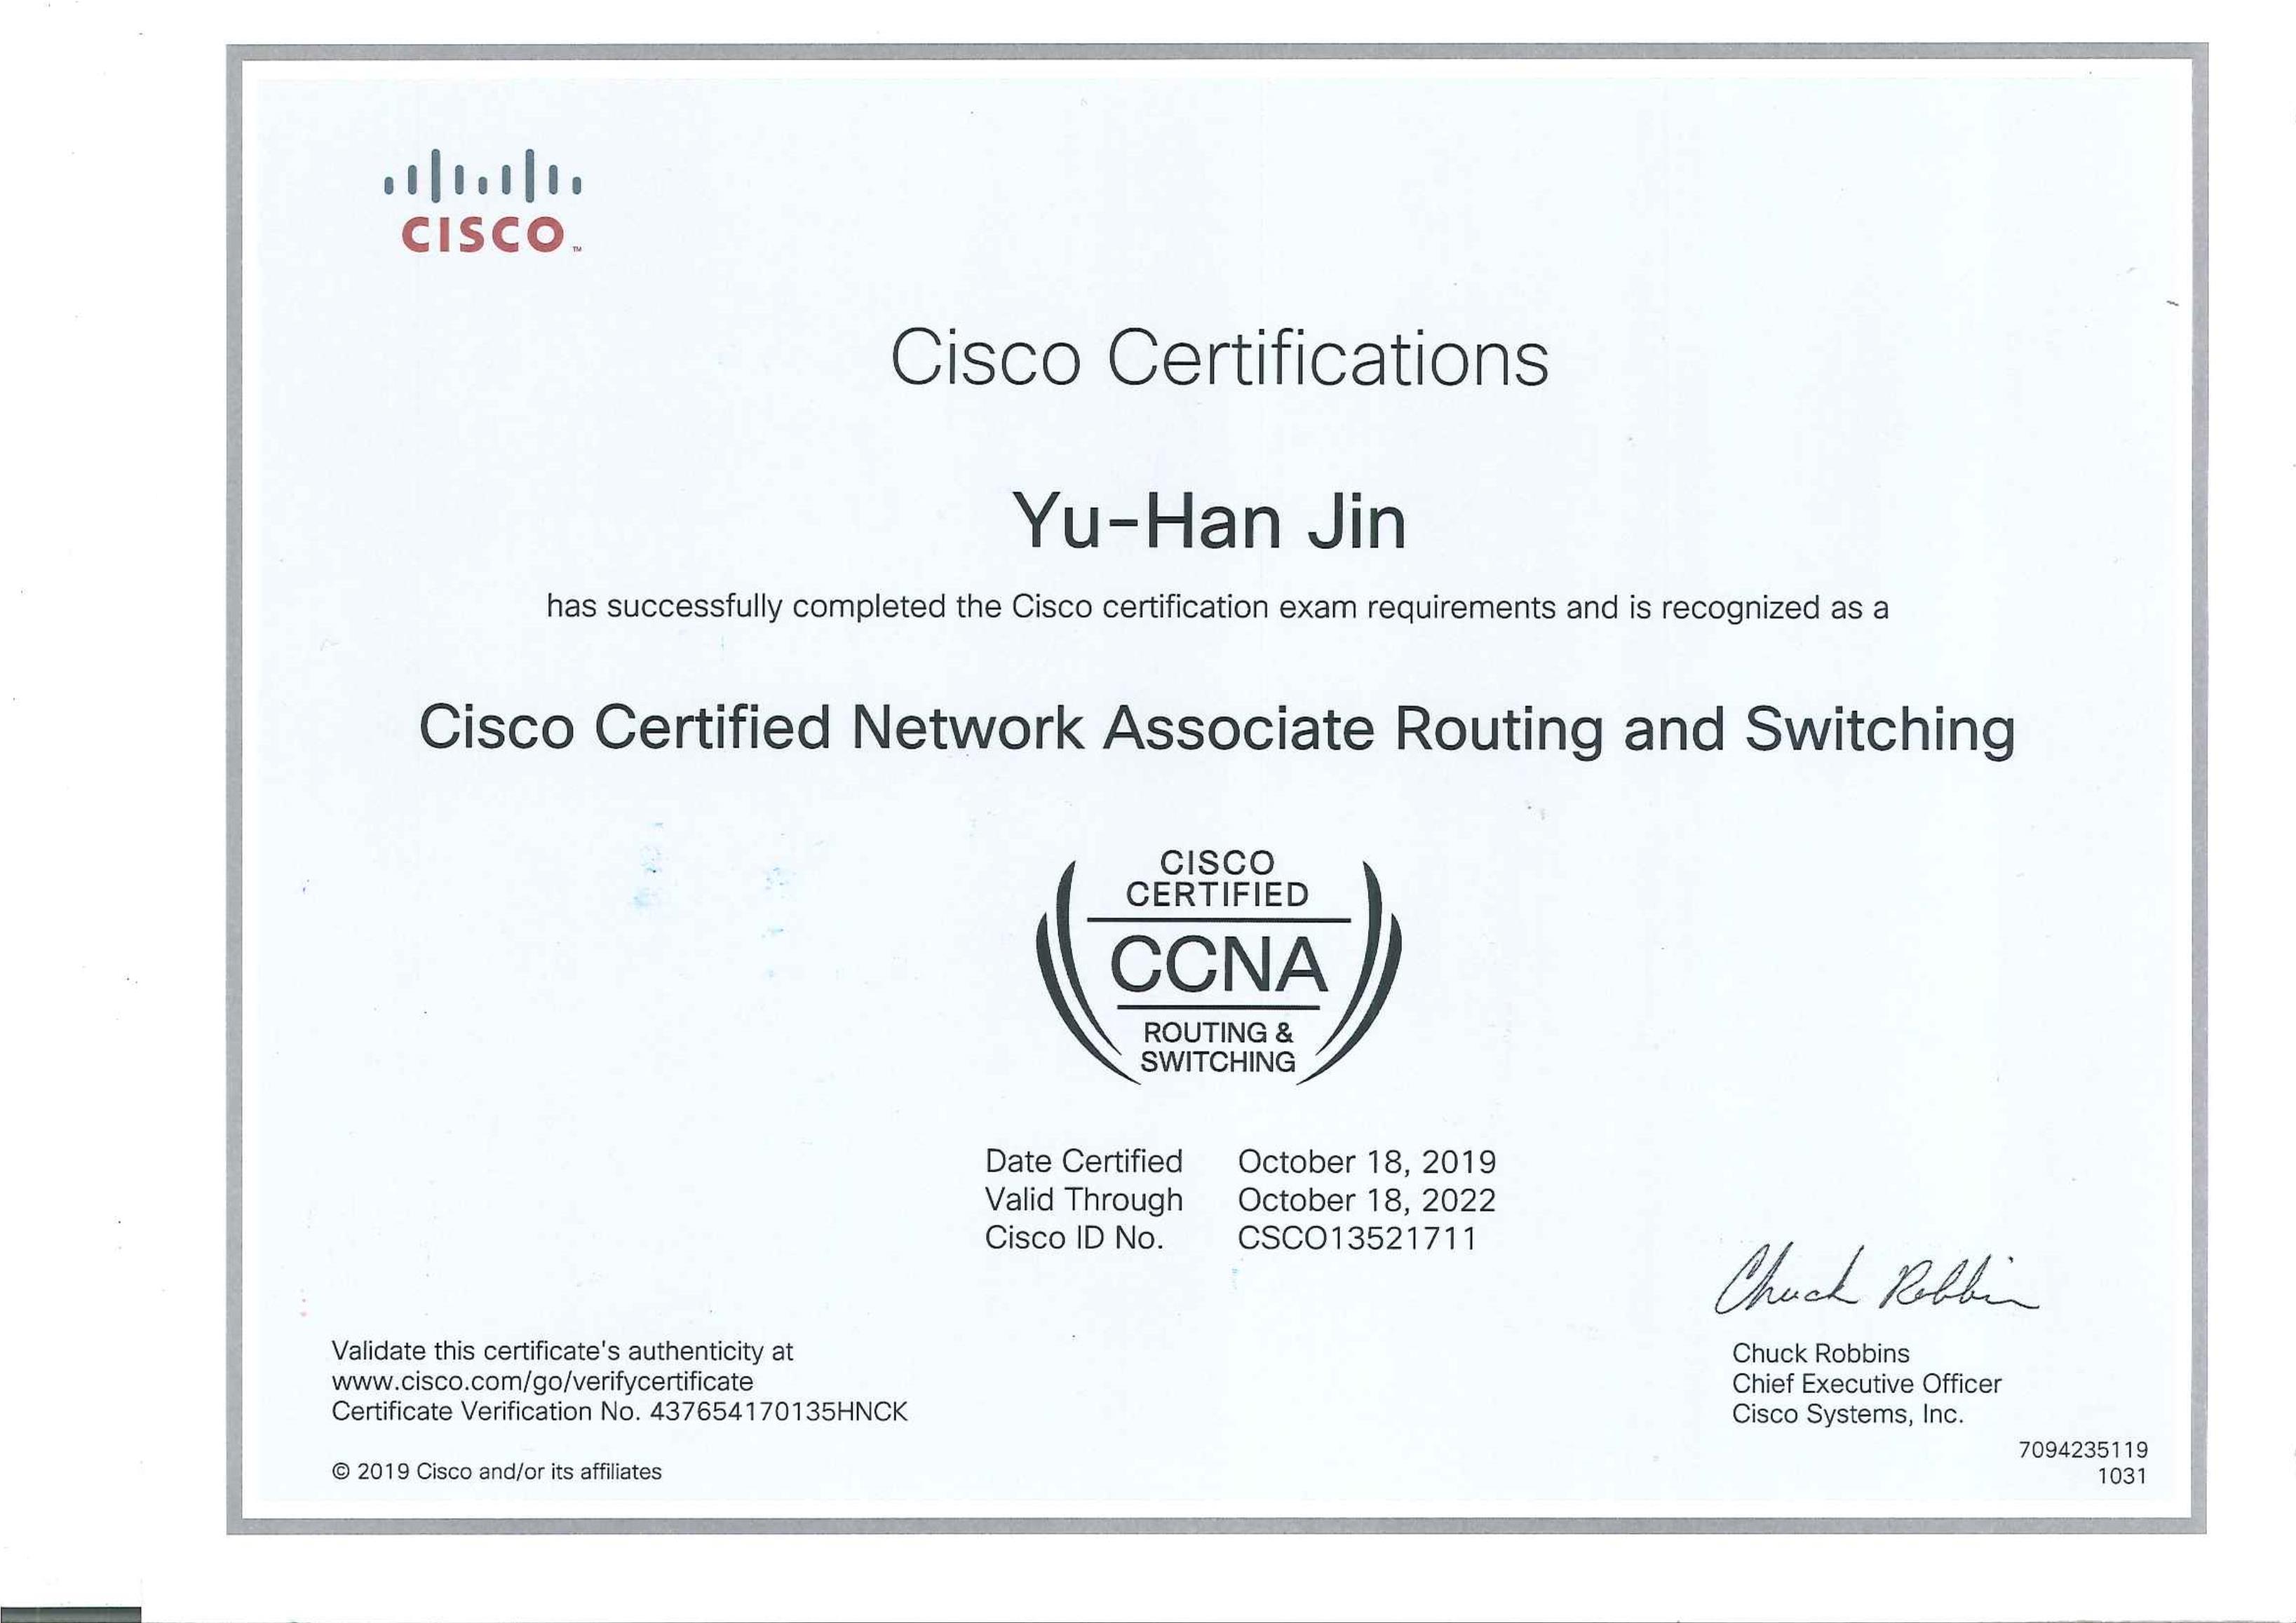 CISCO™
Cisco Certifications
Yu-Han Jin
has successfully completed the Cisco certification exam requirements and is recognized as a
Cisco Certified Network Associate Routing and Switching
CISCO
CERTIFIED
CCNA
ROUTING &
SWITCHING
Date Certified October 18, 2019
Valid Through October 18, 2022
Cisco ID No. CSCO13521711
Chuck Robbins
Validate this certificate's authenticity at
www.cisco.com/go/verifycertificate
Certificate Verification No. 437654170135HNCK
© 2019 Cisco and/or its affiliates
Chuck Robbins
Chief Executive Officer
Cisco Systems, Inc.
7094235119
1031